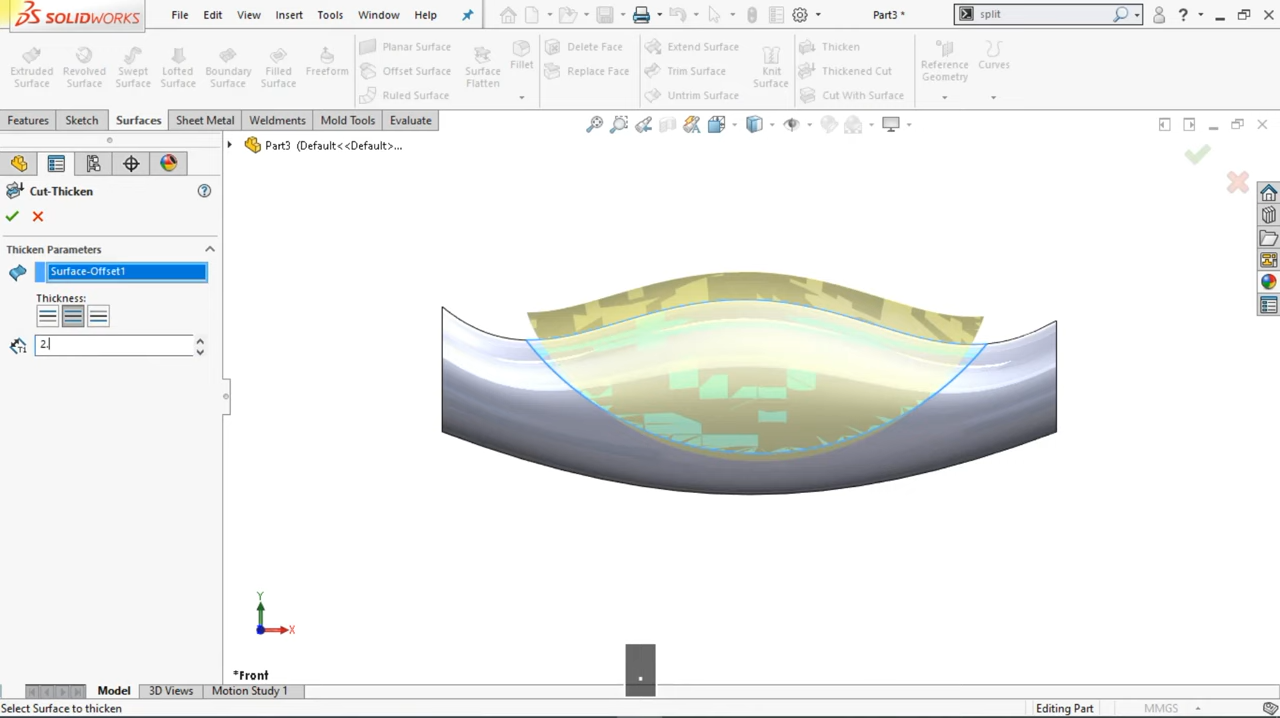 SOLIDWORKS File Edit View Insert Tools Window Help Part3 * split ?
Extruded Surface
Revolved Surface
Swept Surface
Lofted Surface
Boundary Surface
Filled Surface
Freeform
Planar Surface
Offset Surface
Ruled Surface
Surface Flatten
Fillet
Delete Face
Replace Face
Extend Surface
Trim Surface
Untrim Surface
Knit Surface
Thicken
Thickened Cut
Cut With Surface
Reference Geometry
Curves
Features Sketch Surfaces Sheet Metal Weldments Mold Tools Evaluate
Part3 (Default<<Default>...
Cut-Thicken ?
Thicken Parameters
Surface-Offset1
Thickness:
T1 2.
Y
X
*Front
.
Model 3D Views Motion Study 1
Select Surface to thicken Editing Part MMGS